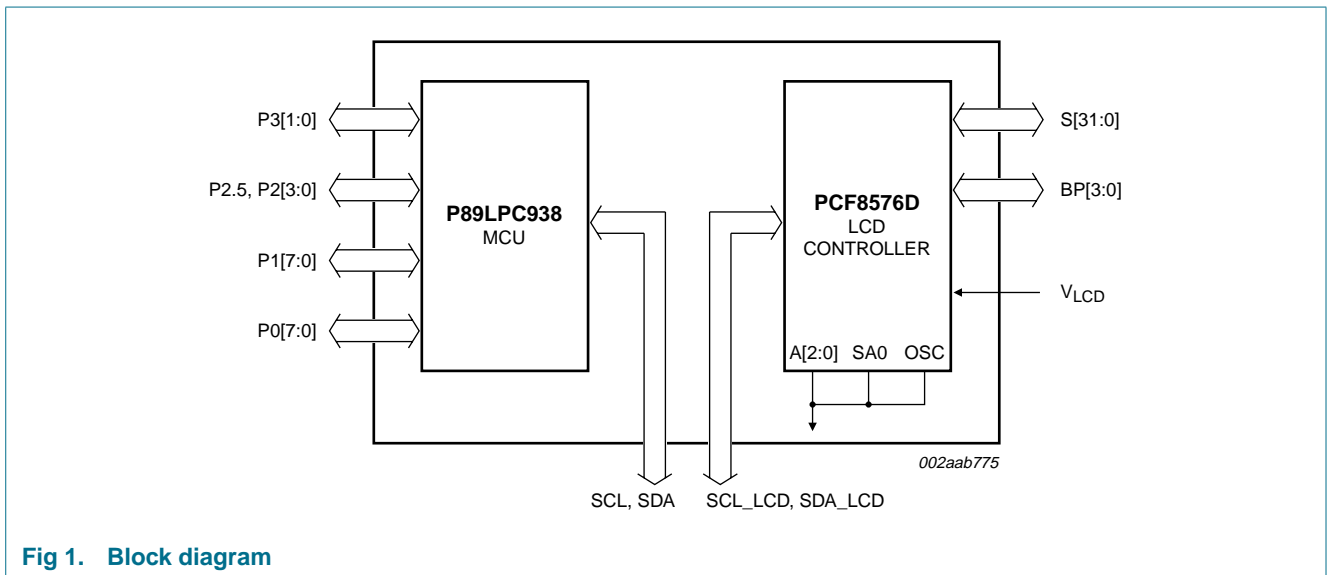 P3[1:0]
P2.5, P2[3:0]
P1[7:0]
P0[7:0]
P89LPC938
MCU
PCF8576D
LCD
CONTROLLER
A[2:0] SA0 OSC
S[31:0]
BP[3:0]
VLCD
002aab775
SCL, SDA
SCL_LCD, SDA_LCD
Fig 1. Block diagram